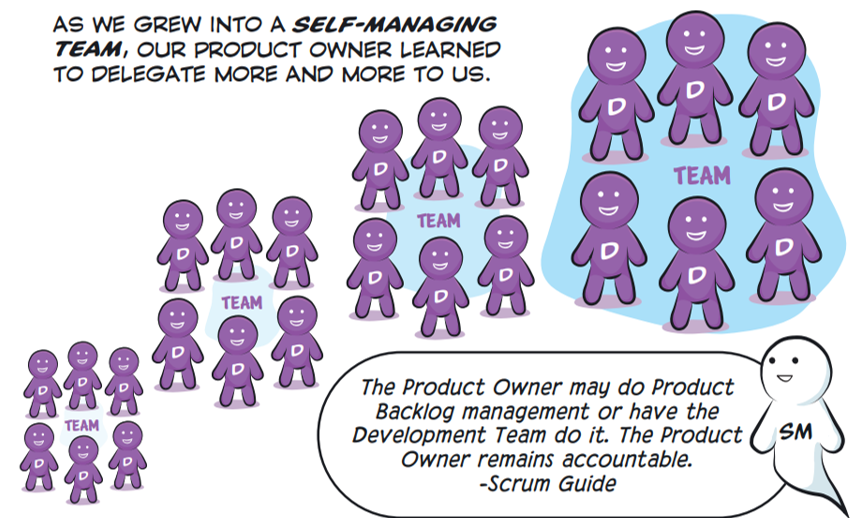 AS WE GREW INTO A SELF-MANAGING
TEAM, OUR PRODUCT OWNER LEARNED
TO DELEGATE MORE AND MORE TO US.
D D D
TEAM
D D D
D D D
TEAM
D D D
D D D
TEAM
D D D
D D D
TEAM
D D D
The Product Owner may do Product
Backlog management or have the
Development Team do it. The Product
Owner remains accountable.
-Scrum Guide
SM